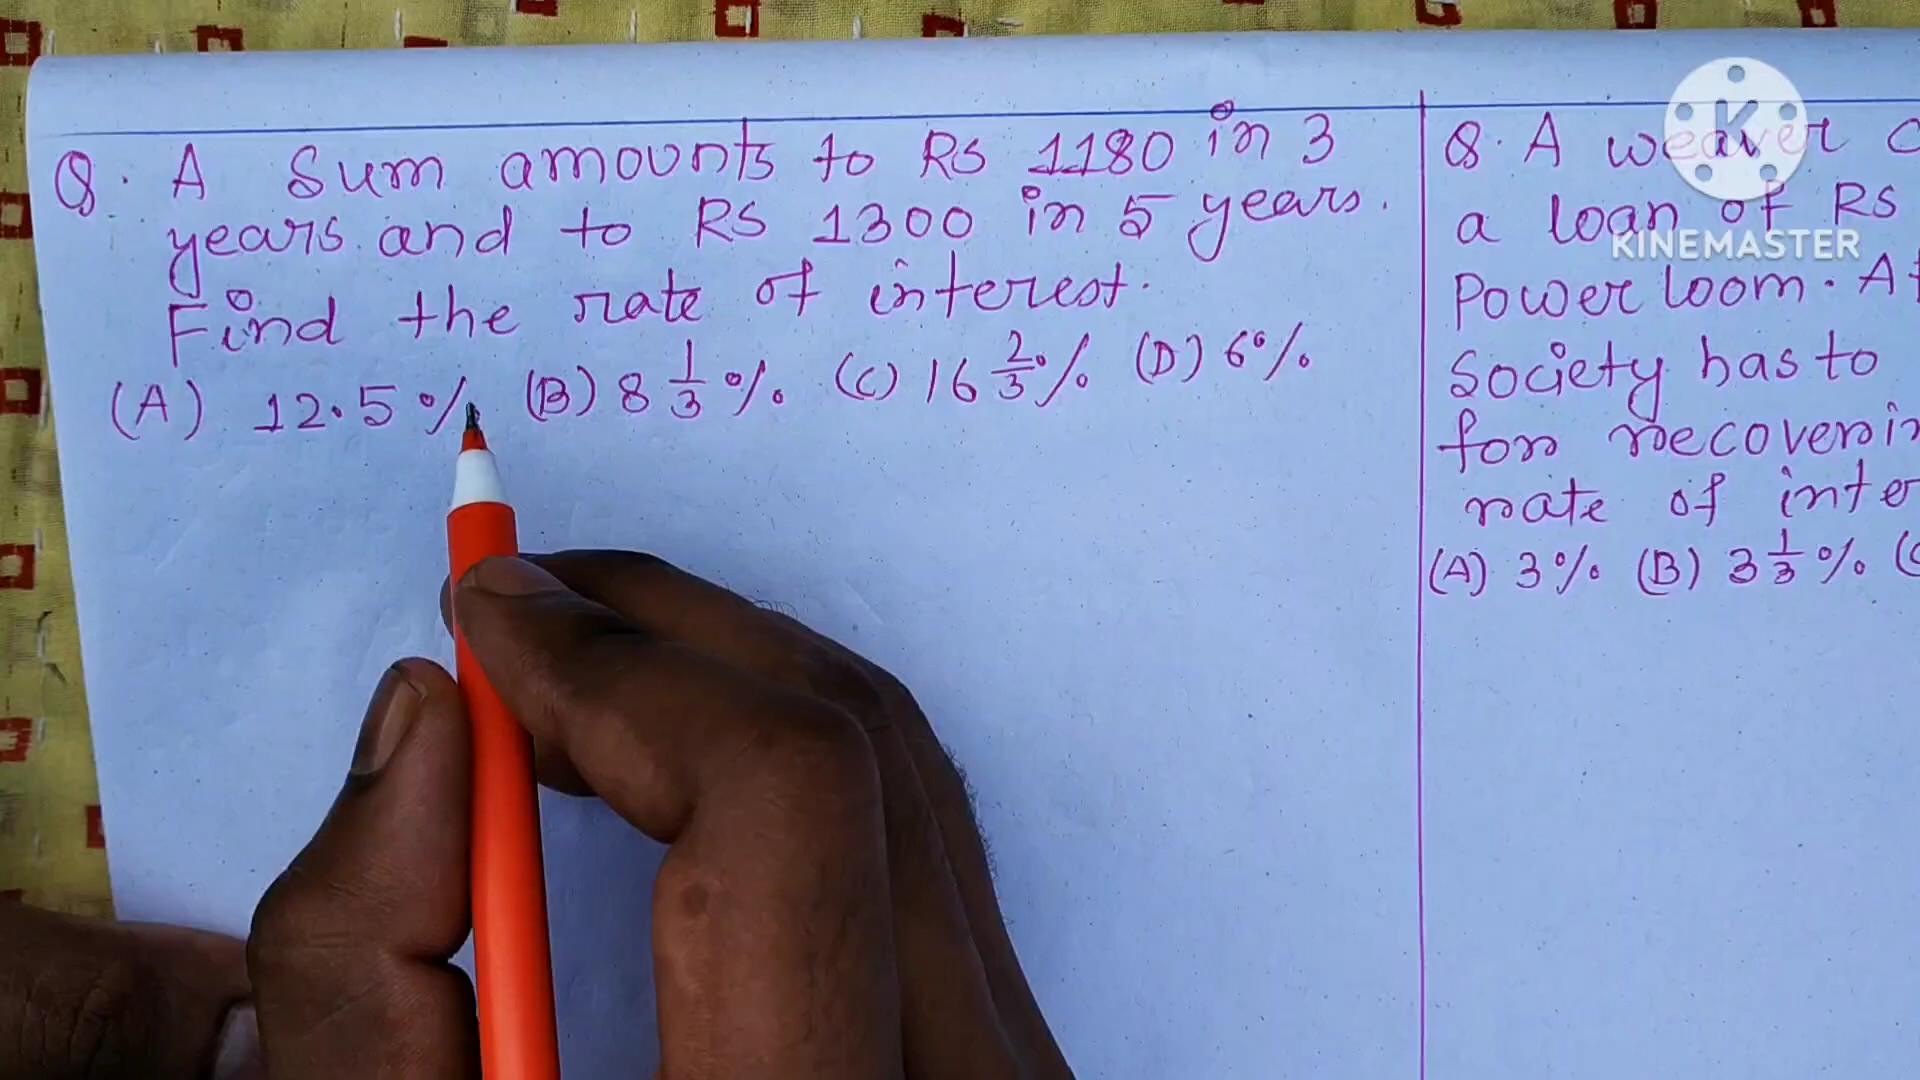 Q. A Sum amounts to RS 1180 in 3
years and to RS 1300 in 5 years.
Find the rate of interest.
(A) 12.5% (B) 8 1/3 % (C) 16 2/3 % (D) 6%
Q. A weaver
a loan of RS
Power loom.
Society has to
for
rate of
(A) 3% (B) 3 1/3 %
K
KINEMASTER